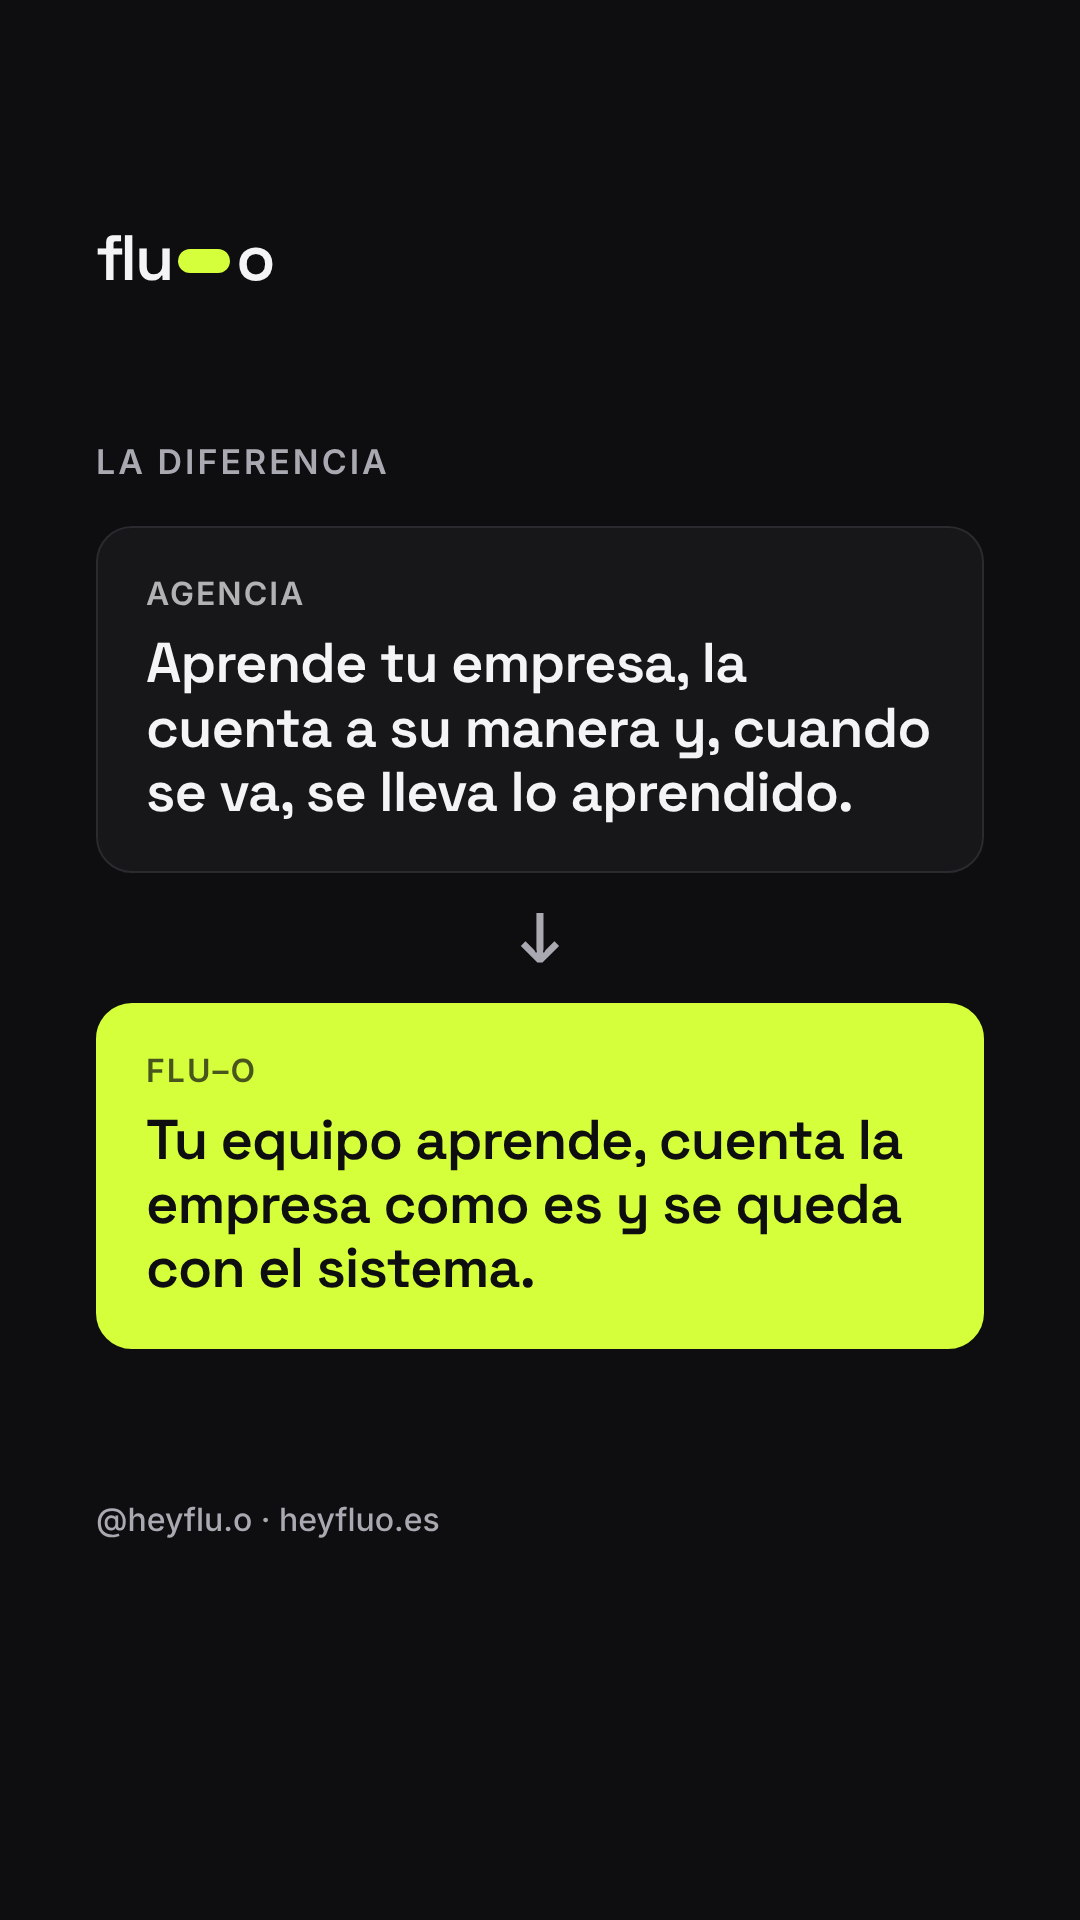 flu–o
LA DIFERENCIA
AGENCIA
Aprende tu empresa, la
cuenta a su manera y, cuando
se va, se lleva lo aprendido.
↓
FLU–O
Tu equipo aprende, cuenta la
empresa como es y se queda
con el sistema.
@heyflu.o · heyfluo.es